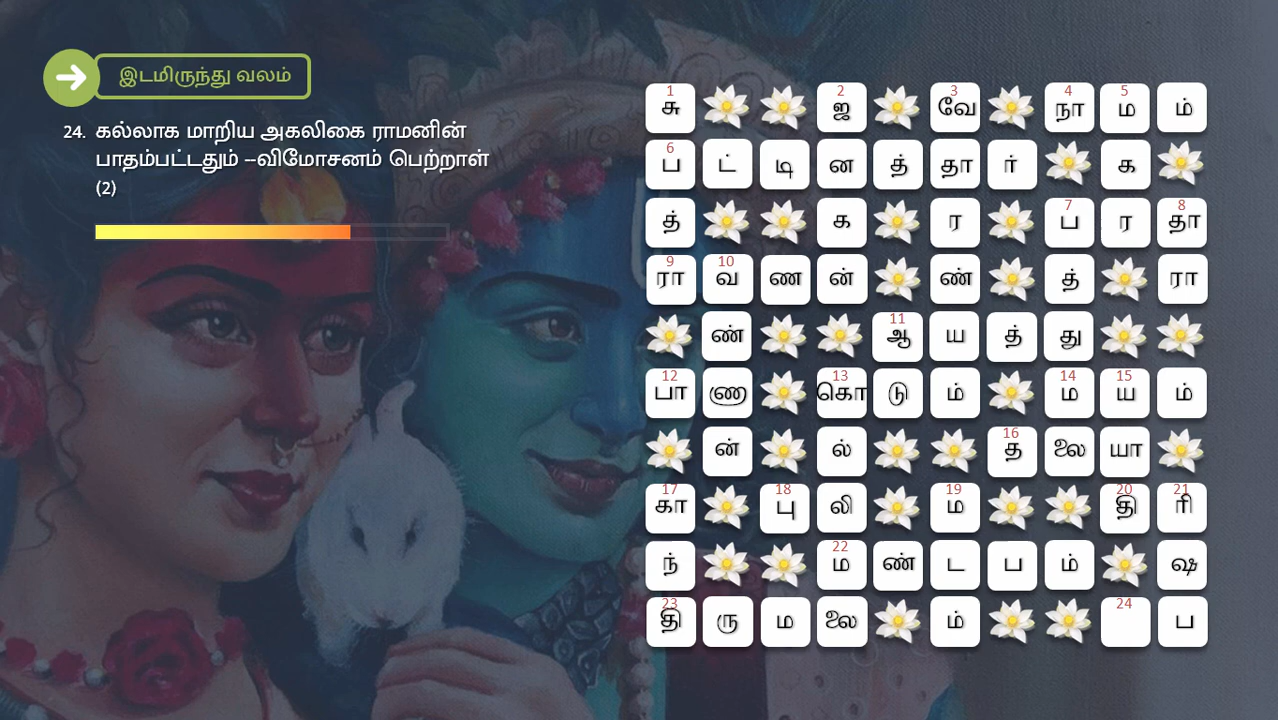 இடமிருந்து வலம்
24. கல்லாக மாறிய அகலிகை ராமனின்
பாதம்பட்டதும் –விமோசனம் பெற்றாள்
(2)
1 2 3 4 5
சு ஜ வே நா ம ம்
6
ப ட் டி ன த் தா ர் க
7 8
த் க ர ப ர தா
9 10
ரா வ ண ன் ண் த் ரா
11
ண் ஆ ய த் து
12 13 14 15
பா ணு கொ டு ம் ம ய ம்
16
ன் ல் த லை யா
17 18 19 20 21
கா பு லி ம தி ரி
22
ந் ம ண் ட ப ம் ஷ
23 24
தி ரு ம லை ம் ப